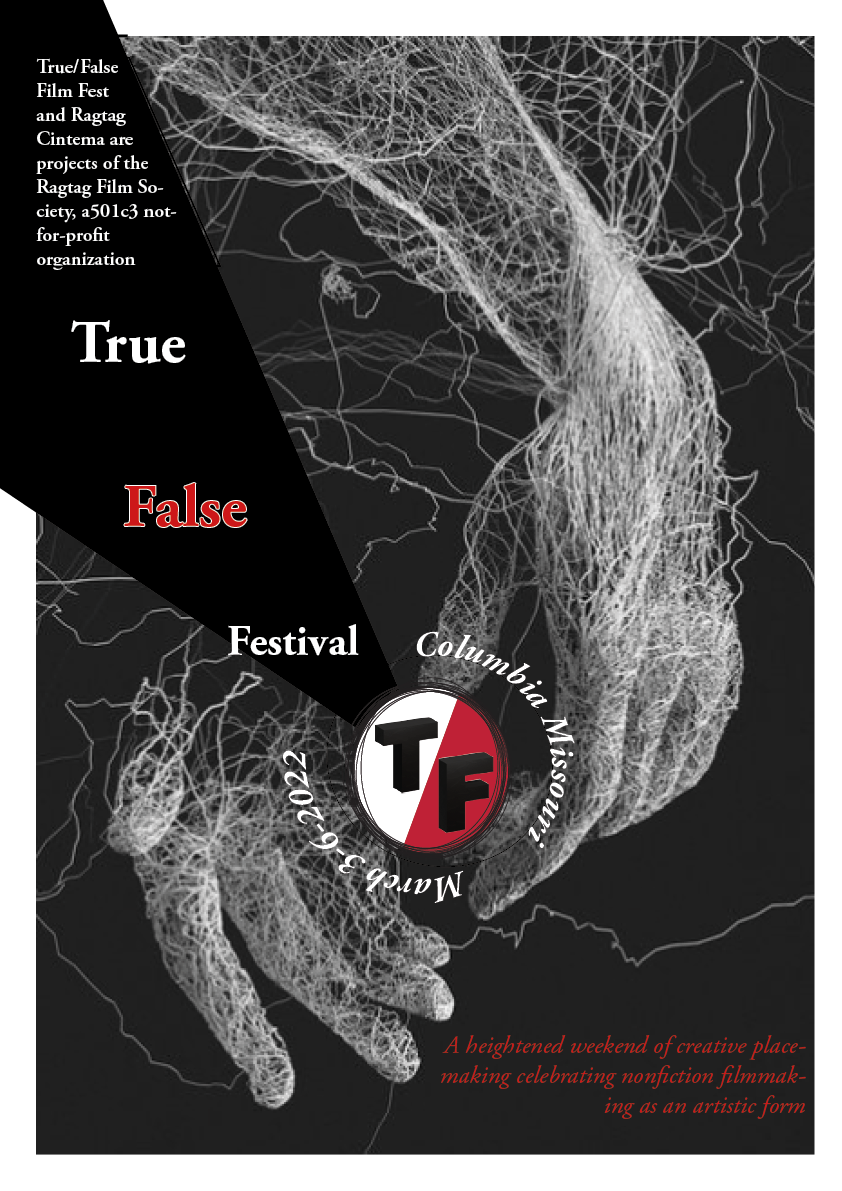 True/False
Film Fest
and Ragtag
Cintema are
projects of the
Ragtag Film So-
ciety, a501c3 not-
for-profit
organization
True
False
Festival
Columbia Missouri
March 3-6-2022
TF
A heightened weekend of creative place-
making celebrating nonfiction filmmak-
ing as an artistic form